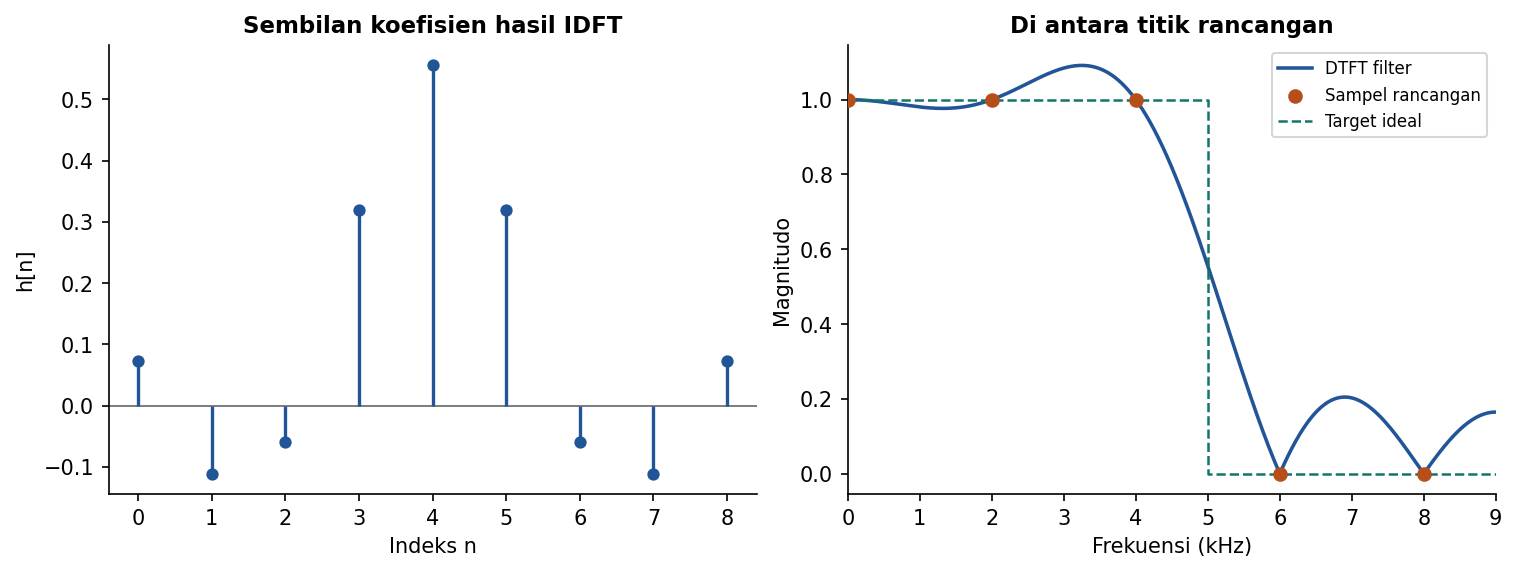 Sembilan koefisien hasil IDFT
h[n]
0.5
0.4
0.3
0.2
0.1
0.0
−0.1
0 1 2 3 4 5 6 7 8
Indeks n
Di antara titik rancangan
Magnitudo
1.0
0.8
0.6
0.4
0.2
0.0
DTFT filter
Sampel rancangan
Target ideal
0 1 2 3 4 5 6 7 8 9
Frekuensi (kHz)